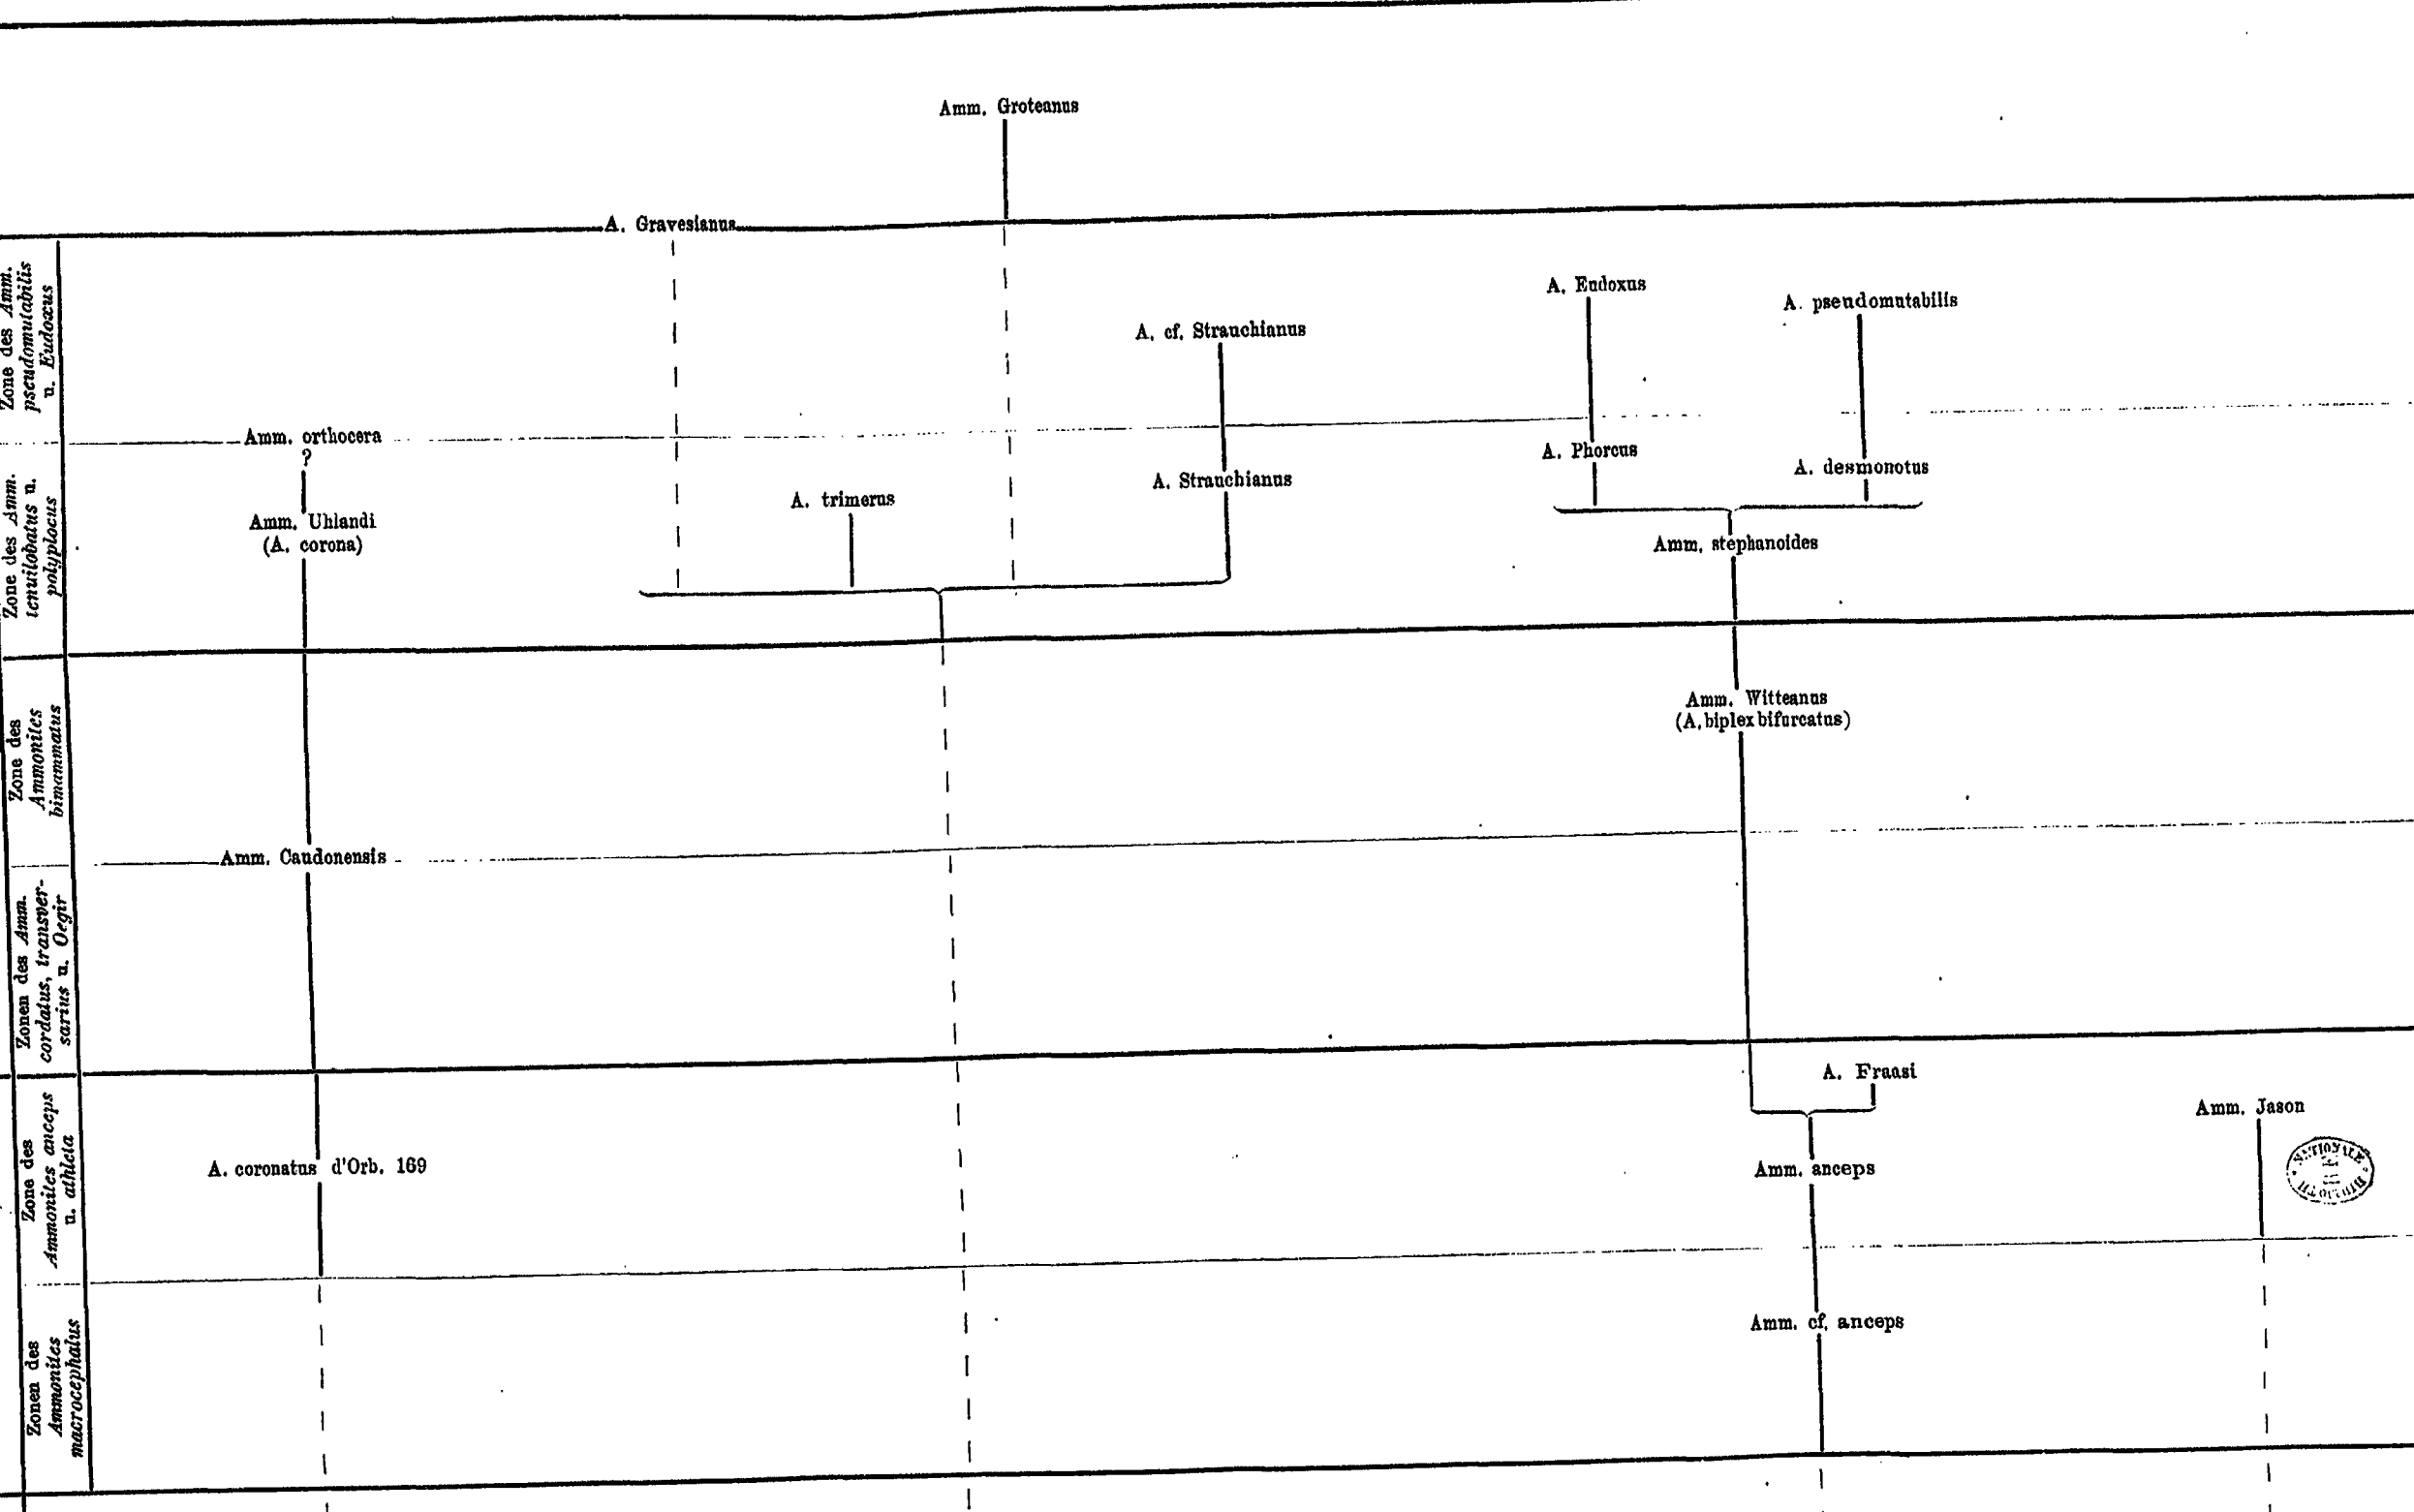 Amm. Groteanus
A. Gravesianus
Zone des Amm.
pseudomutabilis
u. Eudoxus
A. Eudoxus
A. pseudomutabilis
A. cf. Strauchianus
Amm. orthocera
?
A. Phorcus
A. desmonotus
Zone des Amm.
tenuilobatus u.
polyplocus
A. Strauchianus
A. trimerus
Amm. Uhlandi
(A. corona)
Amm. stephanoides
Zone des
Ammonites
bimammatus
Amm. Witteanus
(A. biplex bifurcatus)
Amm. Caudonensis
Zonen des Amm.
cordatus, transver-
sarius u. Oegir
A. Fraasi
Amm. Jason
Zone des
Ammonites anceps
u. athleta
A. coronatus d'Orb. 169
Amm. anceps
NATIONALE
Amm. cf. anceps
Zonen des
Ammonites
macrocephalus